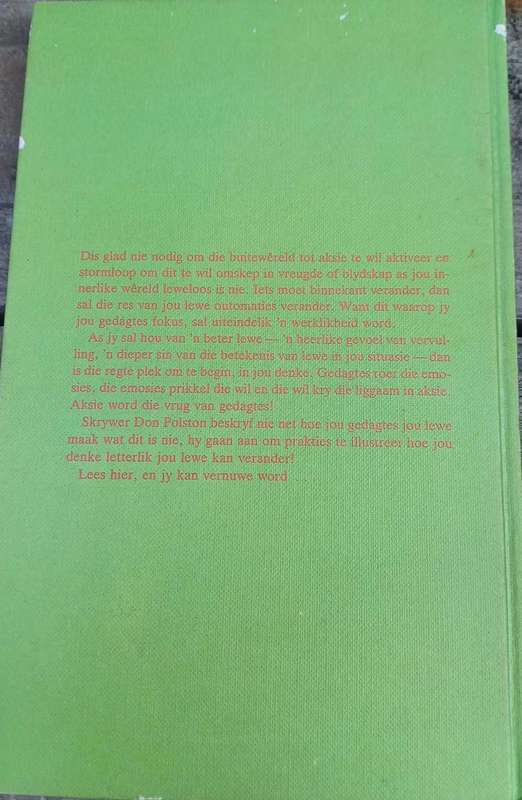 Dis glad nie nodig om die buitewêreld tot aksie te wil aktiveer en
stormloop om dit te wil omskep in vreugde of blydskap as jou in-
nerlike wêreld leweloos is nie. Iets moet binnekant verander, dan
sal die res van jou lewe outomaties verander. Want dit waarop jy
jou gedagtes fokus, sal uiteindelik 'n werklikheid word.
As jy sal hou van 'n beter lewe — 'n heerlike gevoel van vervul-
ling, 'n dieper sin van die betekenis van lewe in jou situasie — dan
is die regte plek om te begin, in jou denke. Gedagtes roer die emo-
sies, die emosies prikkel die wil en die wil kry die liggaam in aksie.
Aksie word die vrug van gedagtes!
Skrywer Don Polston beskryf nie net hoe jou gedagtes jou lewe
maak wat dit is nie, hy gaan aan om prakties te illustreer hoe jou
denke letterlik jou lewe kan verander!
Lees hier, en jy kan vernuwe word . . .